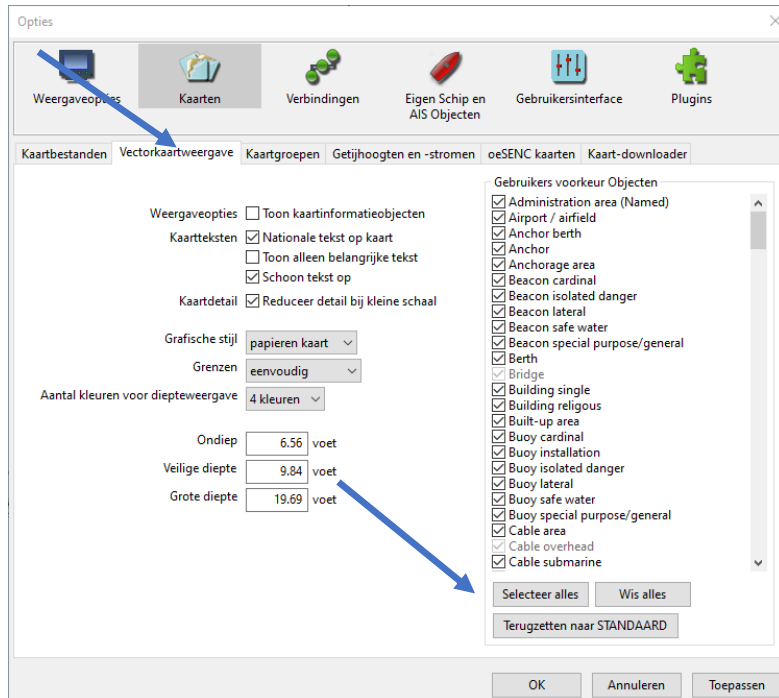 Opties
Weergaveopties
Kaarten
Verbindingen
Eigen Schip en
AIS Objecten
Gebruikersinterface
Plugins
Kaartbestanden Vectorkaartweergave Kaartgroepen Getijhoogten en -stromen oeSENC kaarten Kaart-downloader
Weergaveopties Toon kaartinformatieobjecten
Kaartteksten Nationale tekst op kaart
Toon alleen belangrijke tekst
Schoon tekst op
Kaartdetail Reduceer detail bij kleine schaal
Grafische stijl papieren kaart
Grenzen eenvoudig
Aantal kleuren voor diepteweergave 4 kleuren
Ondiep 6.56 voet
Veilige diepte 9.84 voet
Grote diepte 19.69 voet
Gebruikers voorkeur Objecten
Administration area (Named)
Airport / airfield
Anchor berth
Anchor
Anchorage area
Beacon cardinal
Beacon isolated danger
Beacon lateral
Beacon safe water
Beacon special purpose/general
Berth
Bridge
Building single
Building religous
Built-up area
Buoy cardinal
Buoy installation
Buoy isolated danger
Buoy lateral
Buoy safe water
Buoy special purpose/general
Cable area
Cable overhead
Cable submarine
Selecteer alles Wis alles
Terugzetten naar STANDAARD
OK Annuleren Toepassen